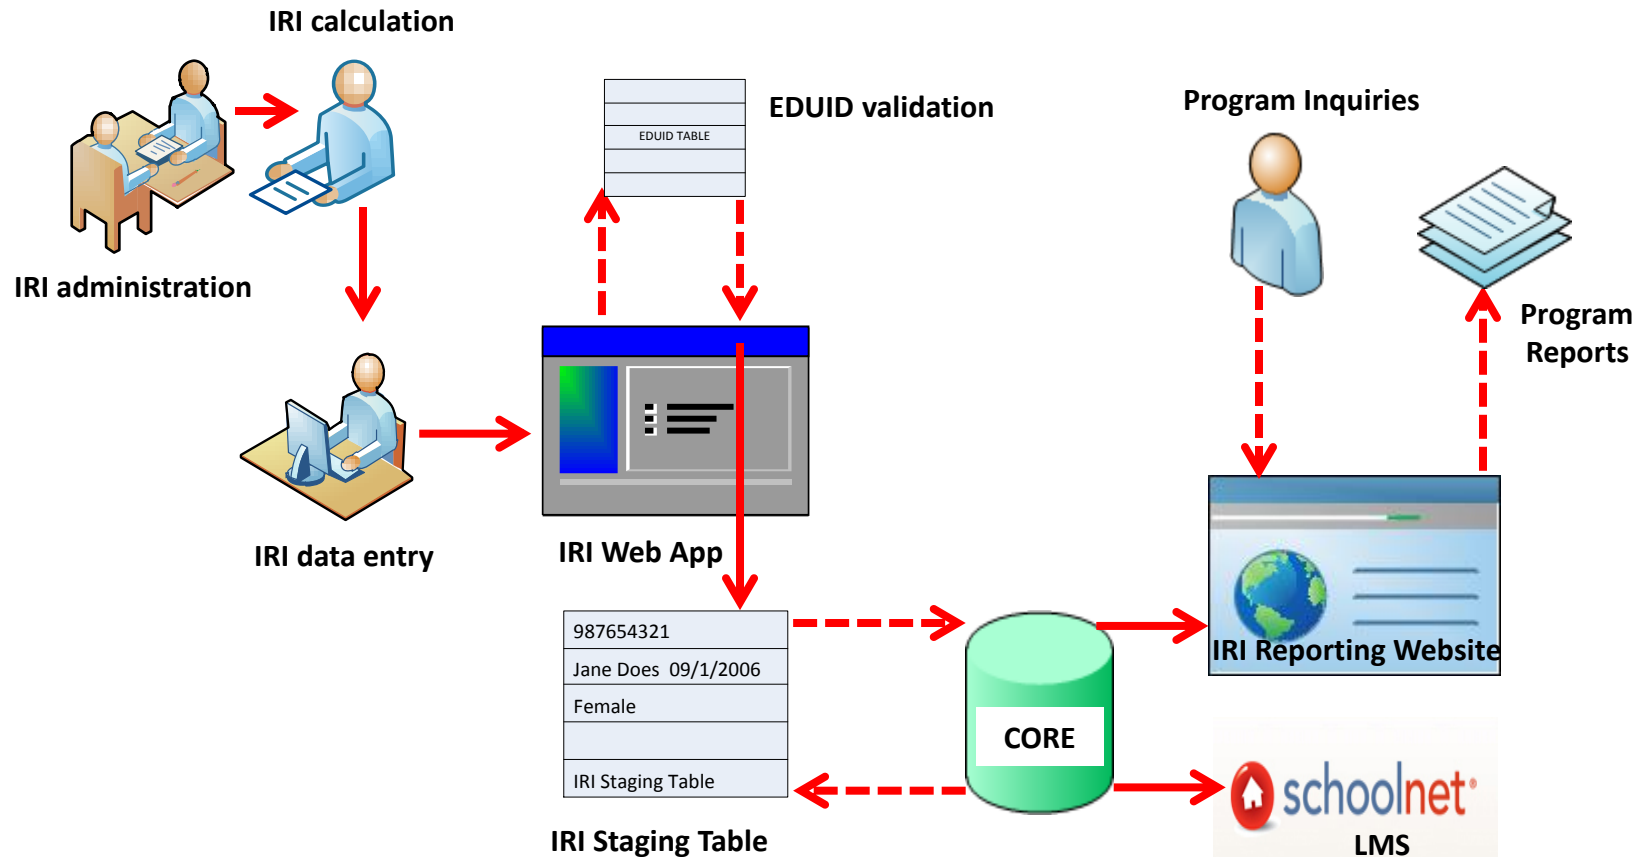 IRI calculation
EDUID TABLE
EDUID validation
Program Inquiries
IRI administration
Program
Reports
IRI data entry
IRI Web App
987654321
Jane Does 09/1/2006
Female
IRI Staging Table
IRI Staging Table
CORE
IRI Reporting Website
schoolnet®
LMS